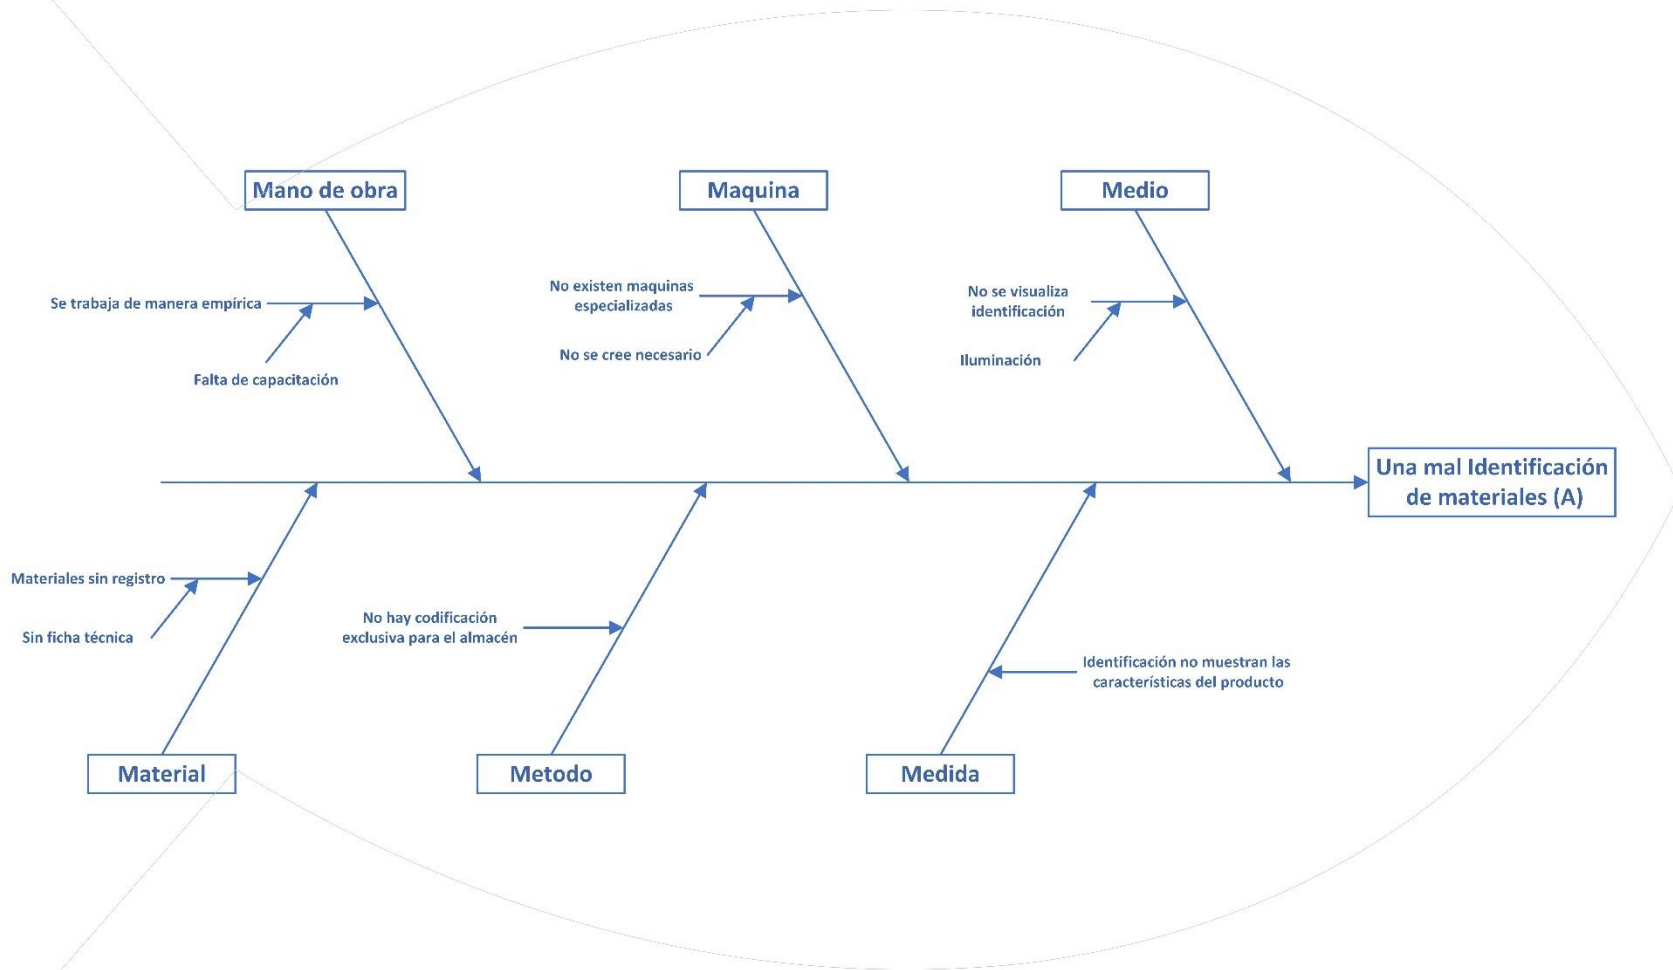 Mano de obra
Maquina
Medio
Se trabaja de manera empírica
Falta de capacitación
No existen maquinas
especializadas
No se cree necesario
No se visualiza
identificación
Iluminación
Una mal Identificación
de materiales (A)
Materiales sin registro
Sin ficha técnica
No hay codificación
exclusiva para el almacén
Identificación no muestran las
características del producto
Material
Metodo
Medida